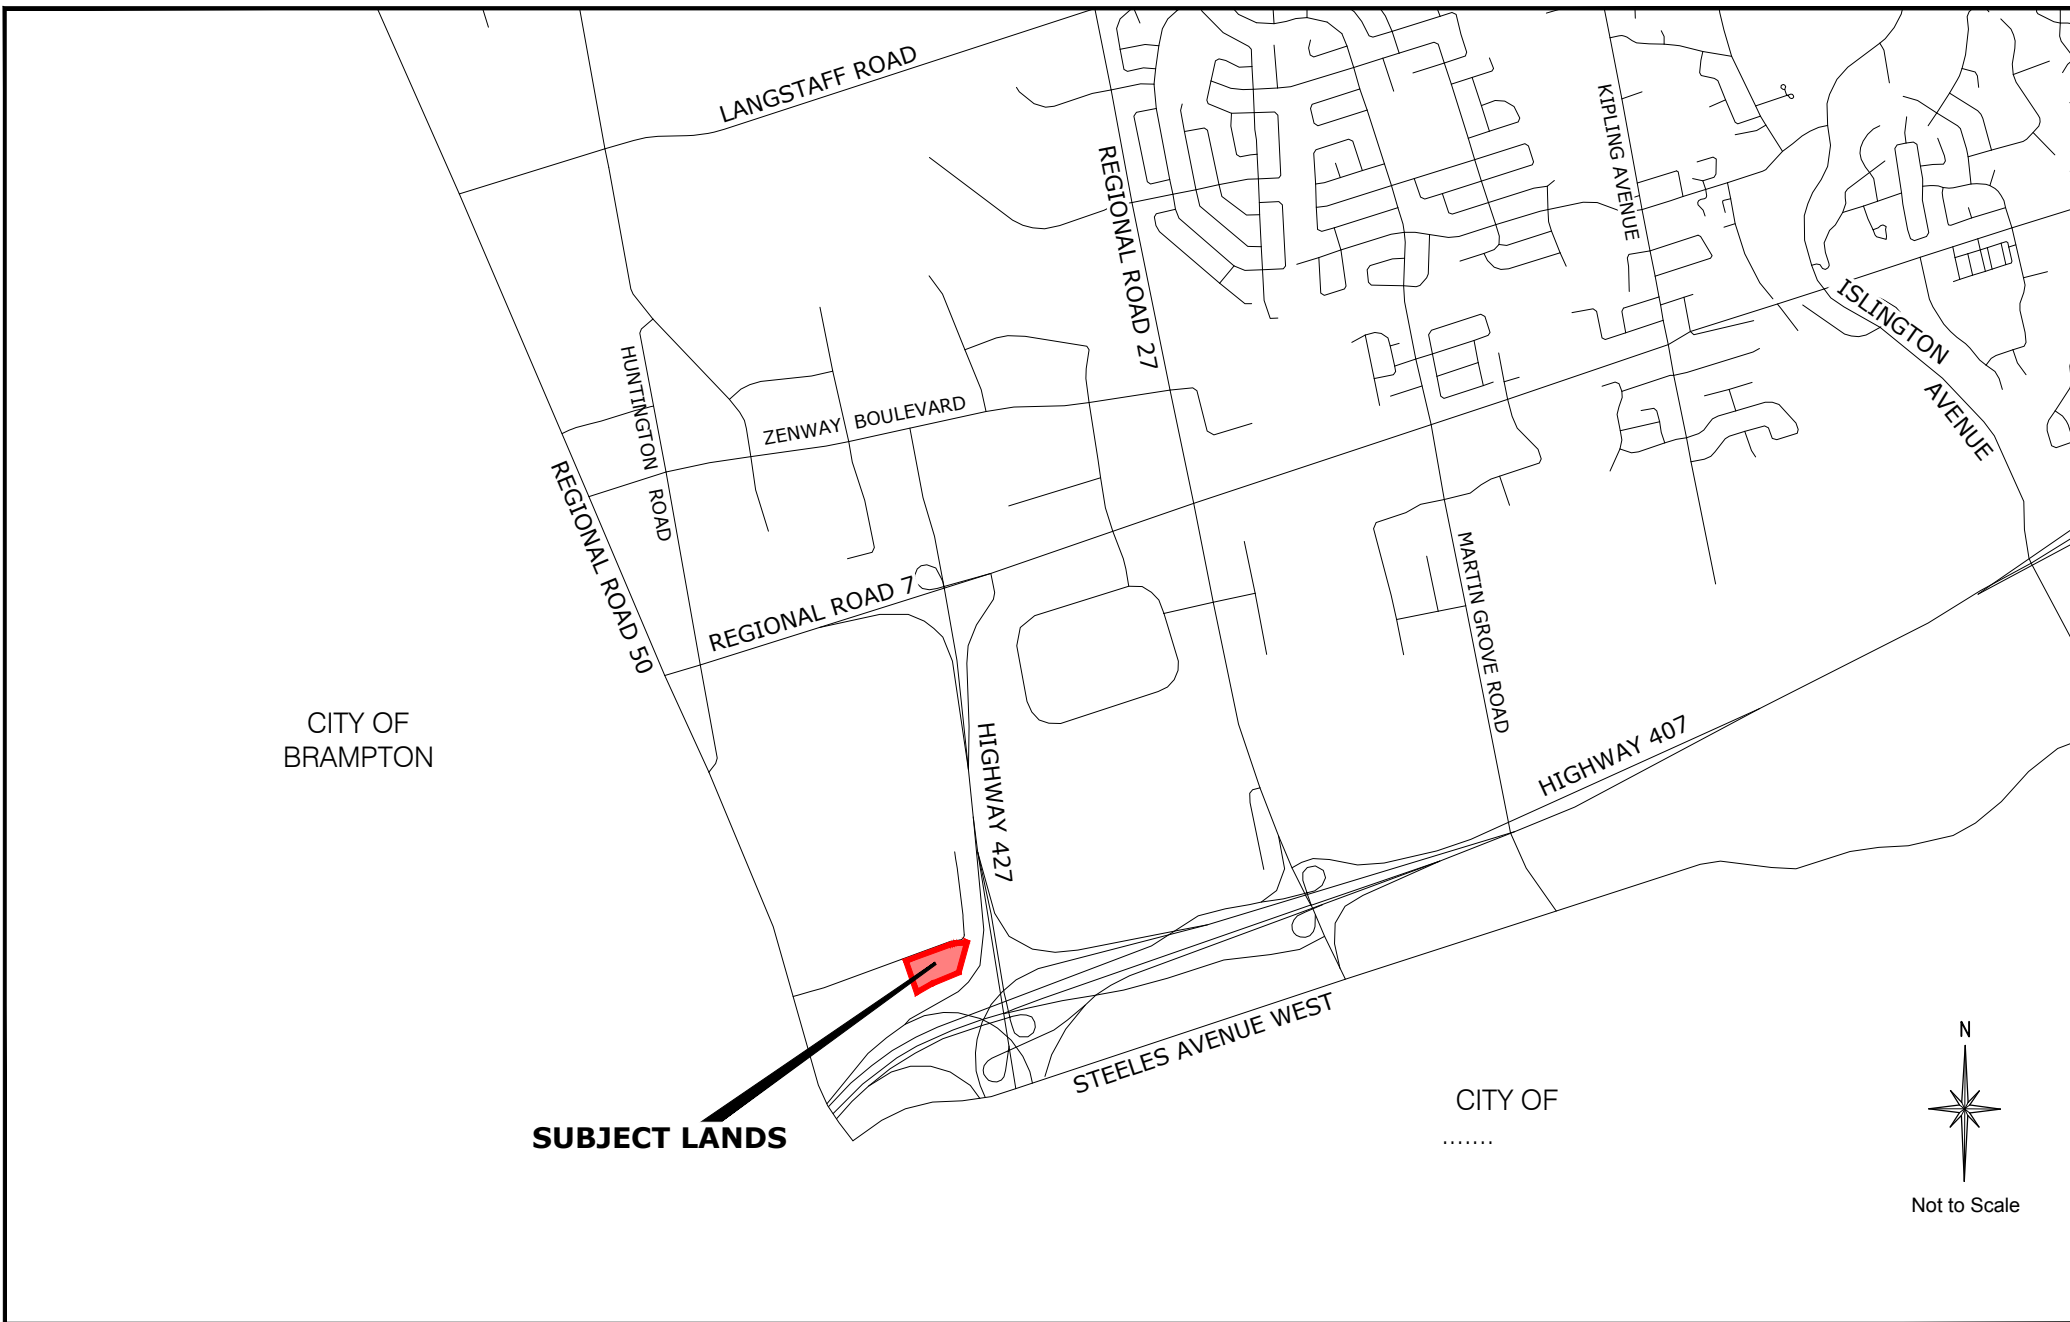 LANGSTAFF ROAD
KIPLING AVENUE
REGIONAL ROAD 27
ISLINGTON
AVENUE
HUNTINGTON
ROAD
ZENWAY BOULEVARD
REGIONAL ROAD 50
REGIONAL ROAD 7
MARTIN GROVE ROAD
CITY OF
BRAMPTON
HIGHWAY 427
HIGHWAY 407
STEELES AVENUE WEST
SUBJECT LANDS
CITY OF
.......
N
Not to Scale